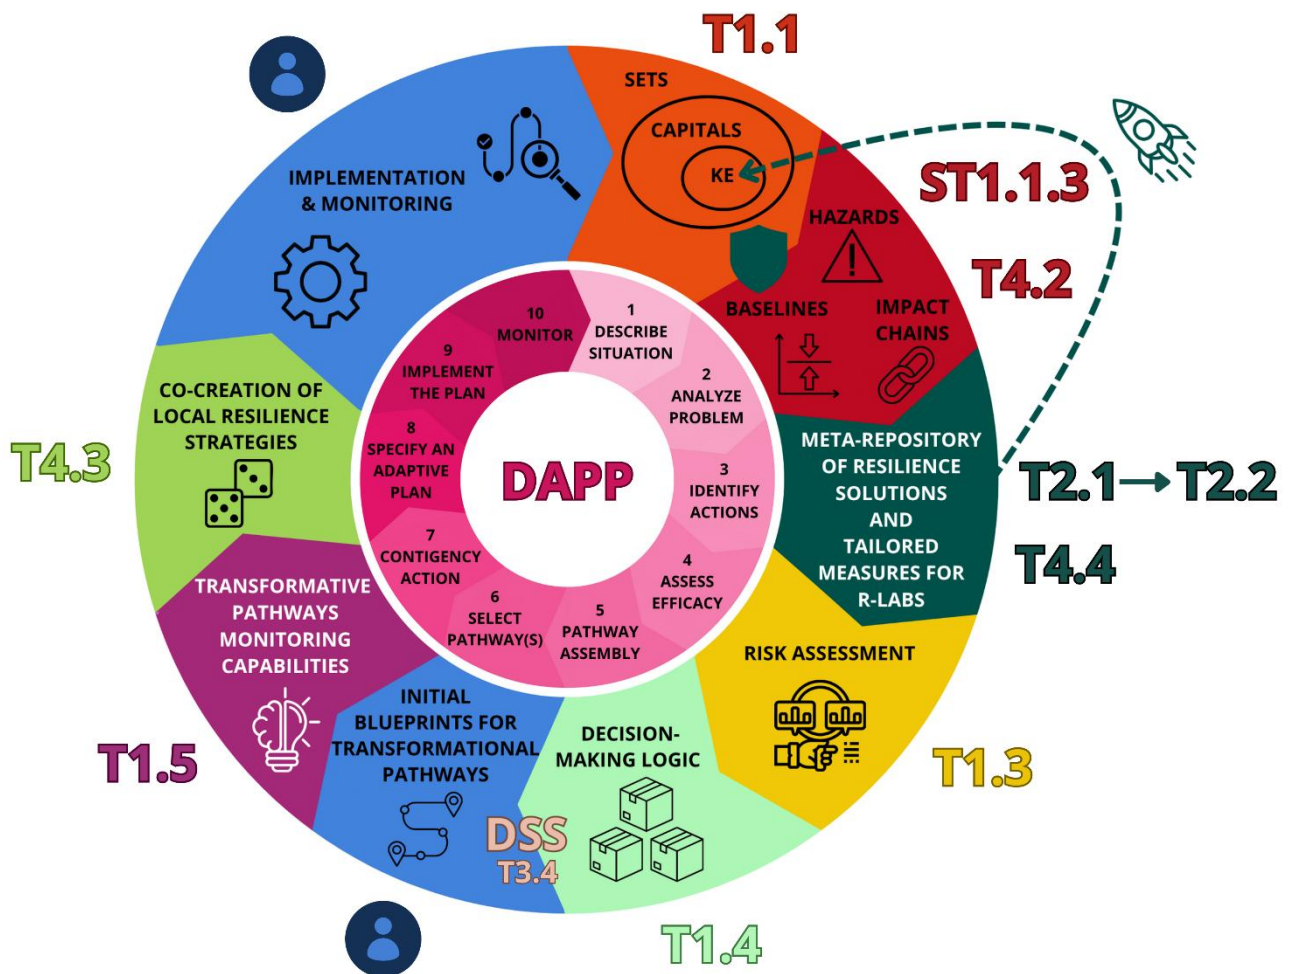 T1.1
SETS
CAPITALS
KE
ST1.1.3
HAZARDS
T4.2
BASELINES
IMPACT
CHAINS
META-REPOSITORY
OF RESILIENCE
SOLUTIONS
AND
TAILORED
MEASURES FOR
R-LABS
T2.1
T2.2
T4.4
RISK ASSESSMENT
T1.3
DECISION-
MAKING LOGIC
T1.4
DSS
T3.4
INITIAL
BLUEPRINTS FOR
TRANSFORMATIONAL
PATHWAYS
TRANSFORMATIVE
PATHWAYS
MONITORING
CAPABILITIES
T1.5
CO-CREATION OF
LOCAL RESILIENCE
STRATEGIES
T4.3
IMPLEMENTATION
& MONITORING
1
DESCRIBE
SITUATION
2
ANALYZE
PROBLEM
3
IDENTIFY
ACTIONS
4
ASSESS
EFFICACY
5
PATHWAY
ASSEMBLY
6
SELECT
PATHWAY(S)
7
CONTIGENCY
ACTION
8
SPECIFY AN
ADAPTIVE
PLAN
9
IMPLEMENT
THE PLAN
10
MONITOR
DAPP